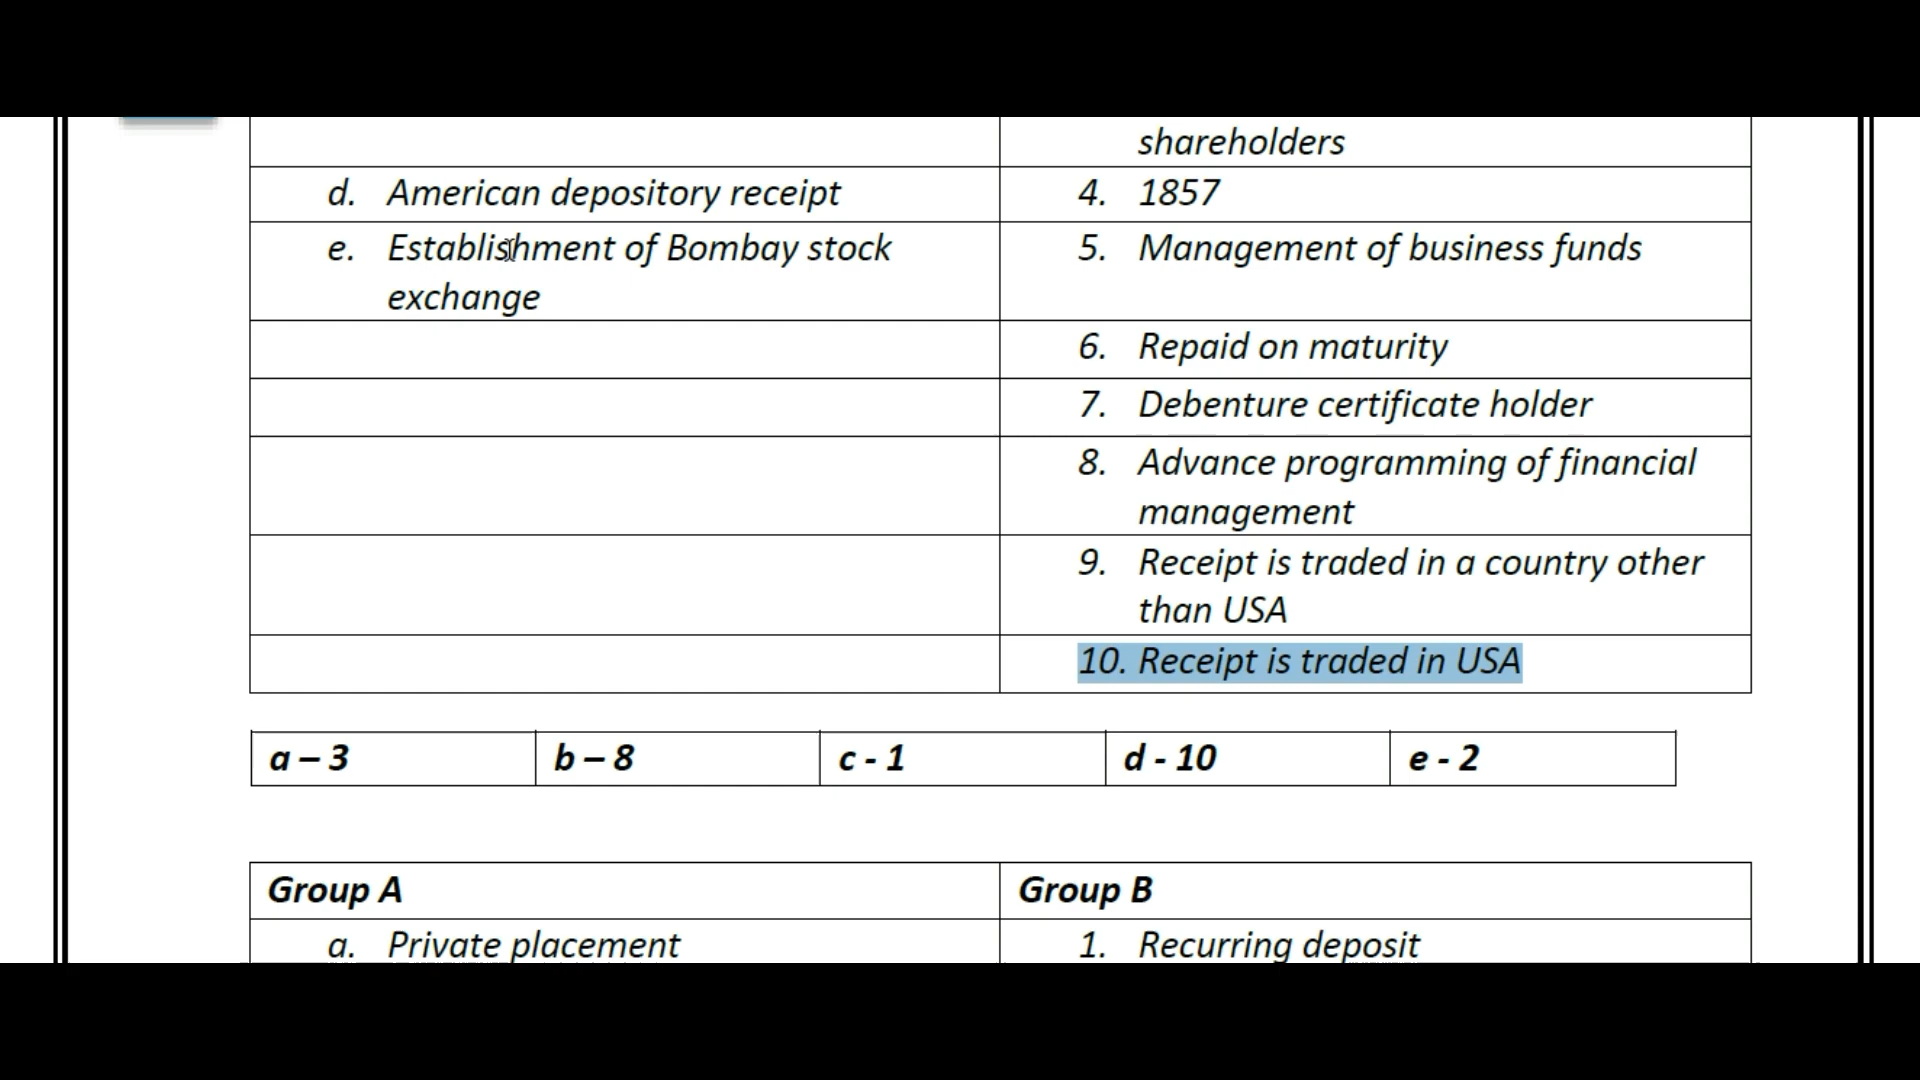 shareholders
d. American depository receipt
4. 1857
e. Establishment of Bombay stock
exchange
5. Management of business funds
6. Repaid on maturity
7. Debenture certificate holder
8. Advance programming of financial
management
9. Receipt is traded in a country other
than USA
10. Receipt is traded in USA
a – 3
b – 8
c - 1
d - 10
e - 2
Group A
Group B
a. Private placement
1. Recurring deposit